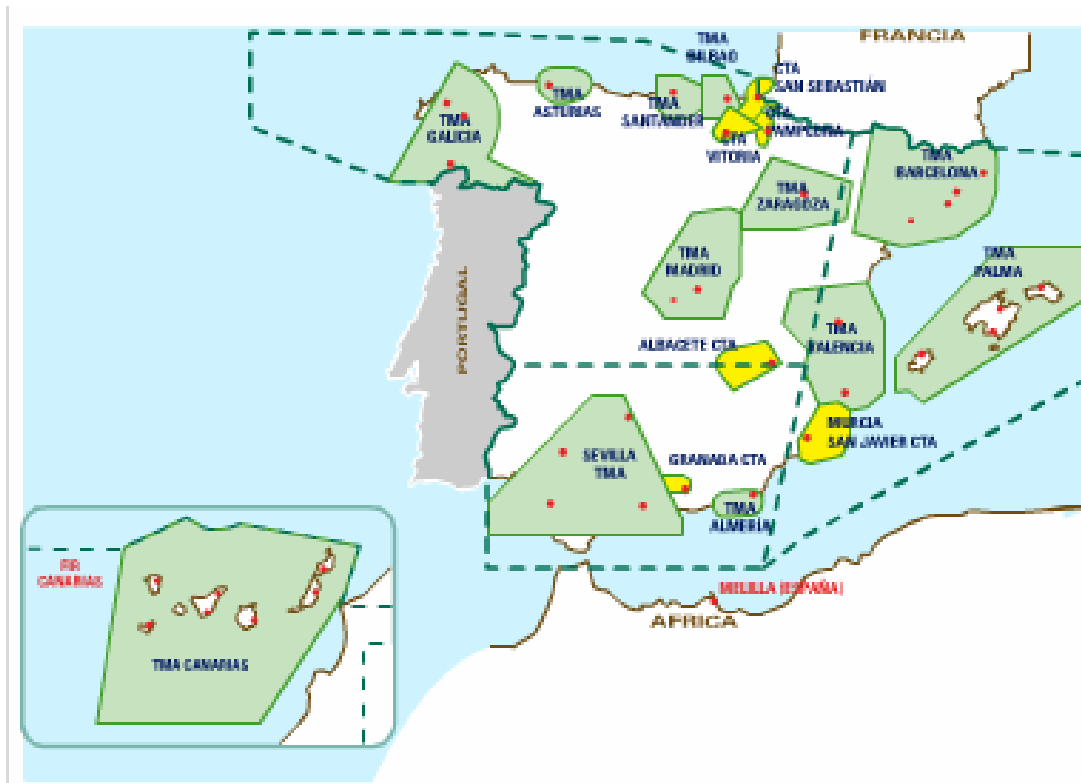 TMA
BILBAO
FRANCIA
CTA
SAN SEBASTIÁN
TMA
ASTURIAS
TMA
SANTANDER
TMA
GALICIA
CTA
PAMPLONA
CTA
VITORIA
TMA
BARCELONA
TMA
ZARAGOZA
TMA
MADRID
TMA
PALMA
PORTUGAL
ALBACETE CTA
TMA
VALENCIA
MURCIA
SAN JAVIER CTA
SEVILLA
TMA
GRANADA CTA
TMA
ALMERÍA
FIR
CANARIAS
MELILLA (ESPAÑA)
AFRICA
TMA CANARIAS